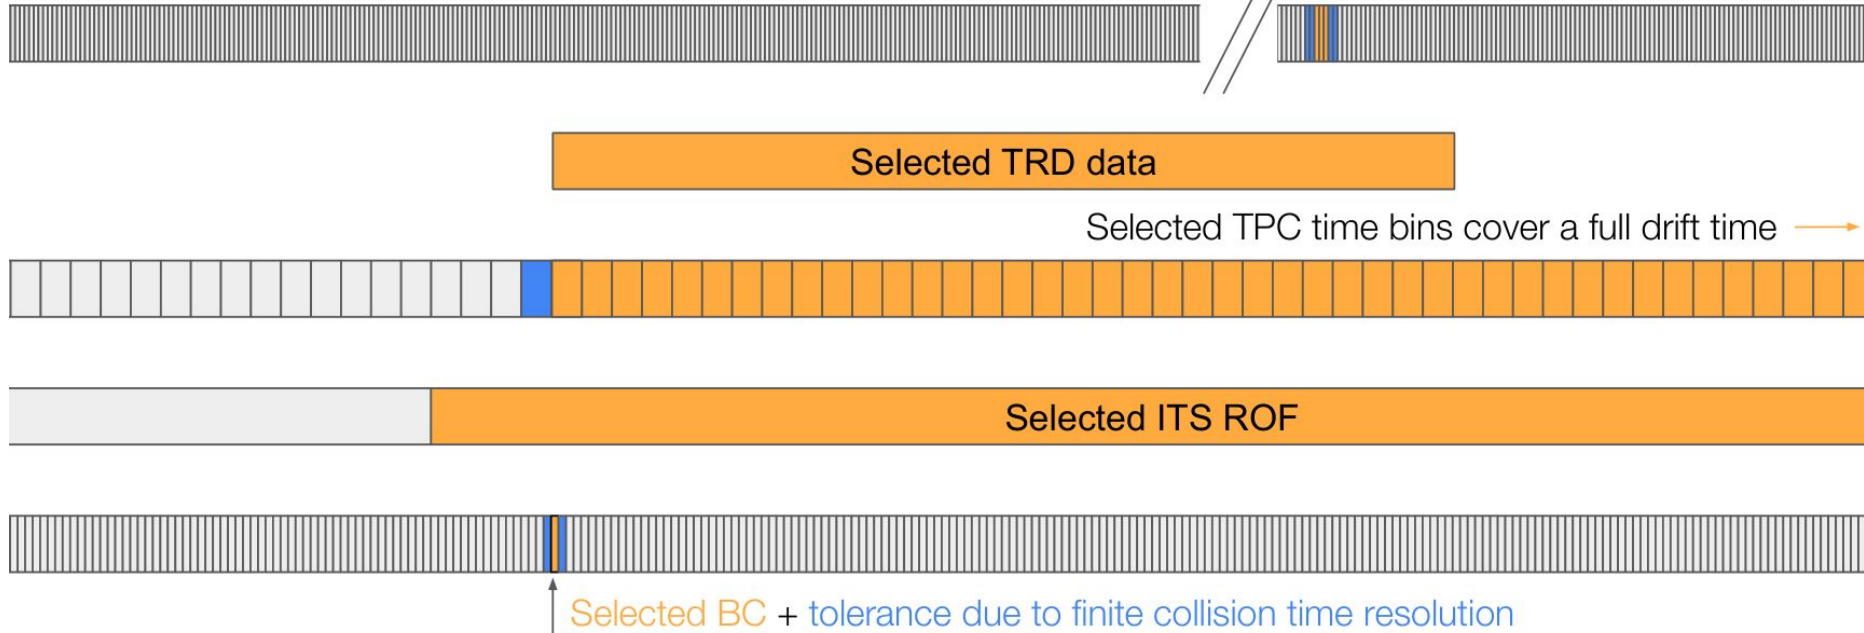 Selected TRD data
Selected TPC time bins cover a full drift time
Selected ITS ROF
Selected BC + tolerance due to finite collision time resolution